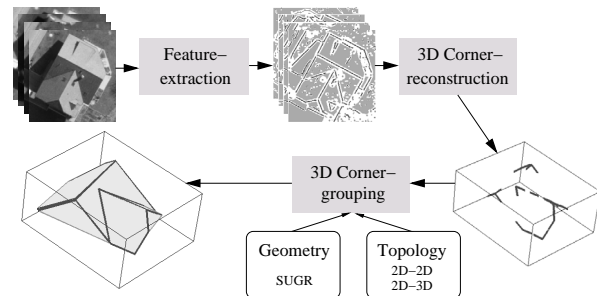 Feature–
extraction
3D Corner–
reconstruction
3D Corner–
grouping
Geometry
SUGR
Topology
2D–2D
2D–3D